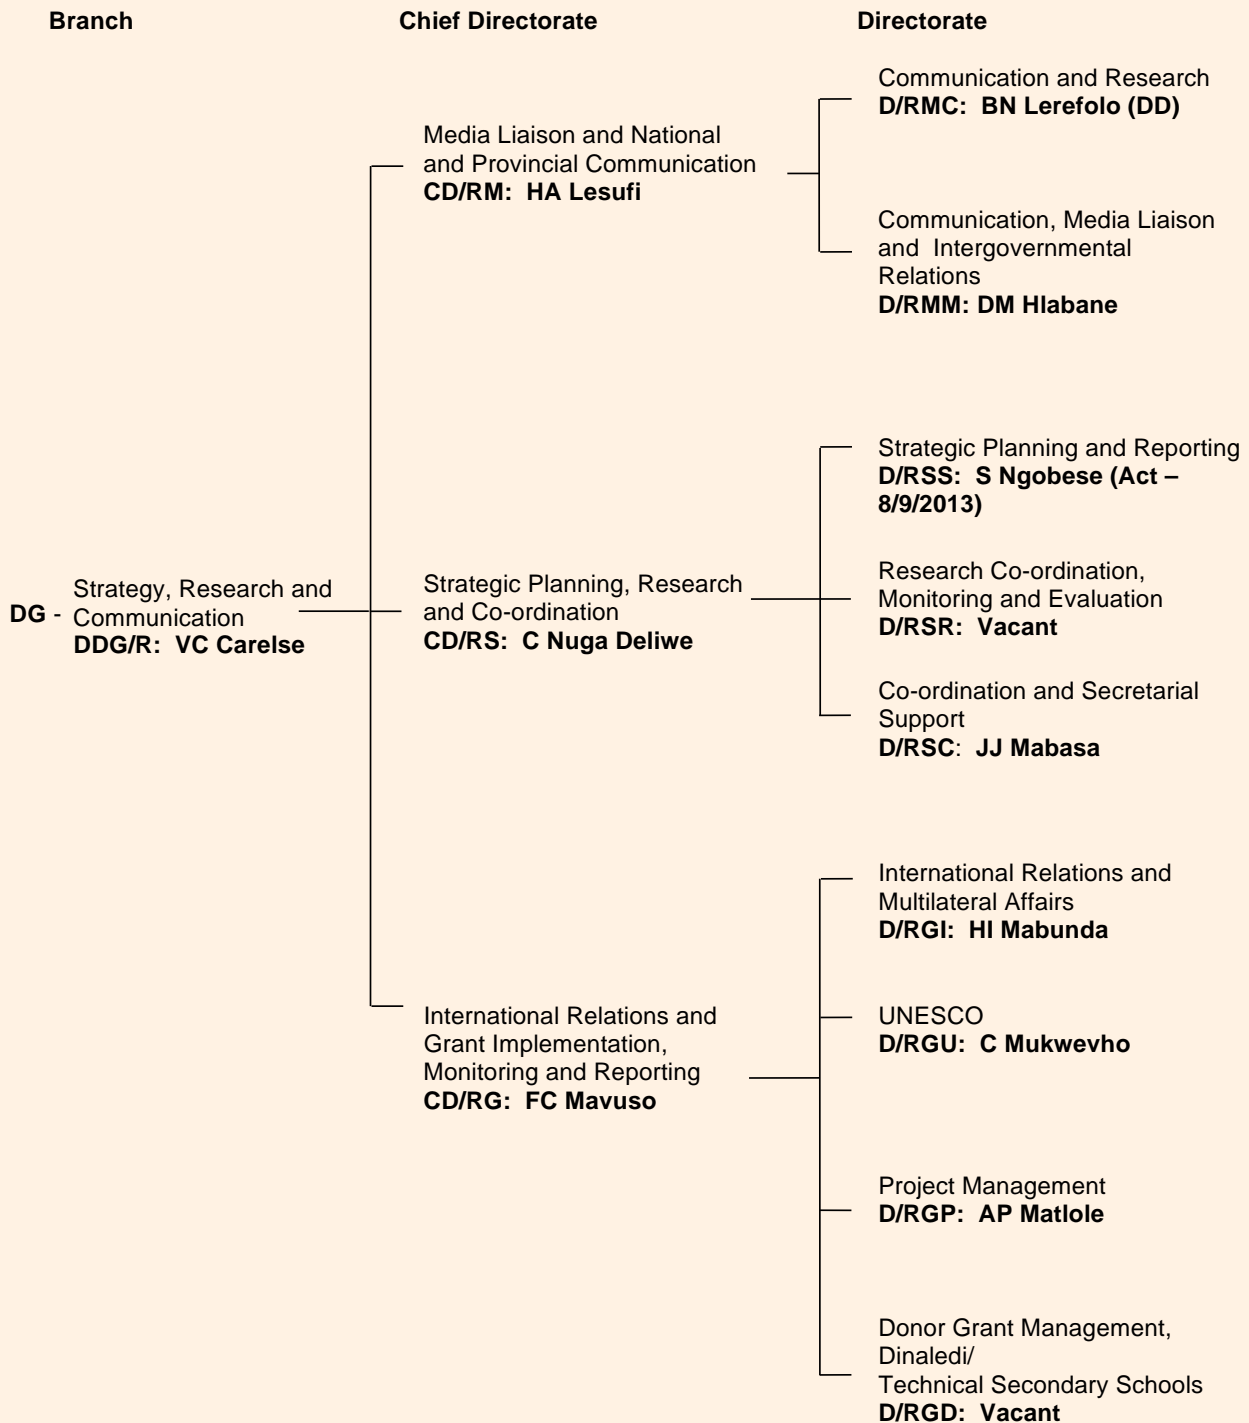 Branch
Chief Directorate
Directorate
DG -
Strategy, Research and
Communication
DDG/R: VC Carelse
Media Liaison and National
and Provincial Communication
CD/RM: HA Lesufi
Communication and Research
D/RMC: BN Lerefolo (DD)
Communication, Media Liaison
and Intergovernmental
Relations
D/RMM: DM Hlabane
Strategic Planning, Research
and Co-ordination
CD/RS: C Nuga Deliwe
Strategic Planning and Reporting
D/RSS: S Ngobese (Act –
8/9/2013)
Research Co-ordination,
Monitoring and Evaluation
D/RSR: Vacant
Co-ordination and Secretarial
Support
D/RSC: JJ Mabasa
International Relations and
Grant Implementation,
Monitoring and Reporting
CD/RG: FC Mavuso
International Relations and
Multilateral Affairs
D/RGI: HI Mabunda
UNESCO
D/RGU: C Mukwevho
Project Management
D/RGP: AP Matlole
Donor Grant Management,
Dinaledi/
Technical Secondary Schools
D/RGD: Vacant